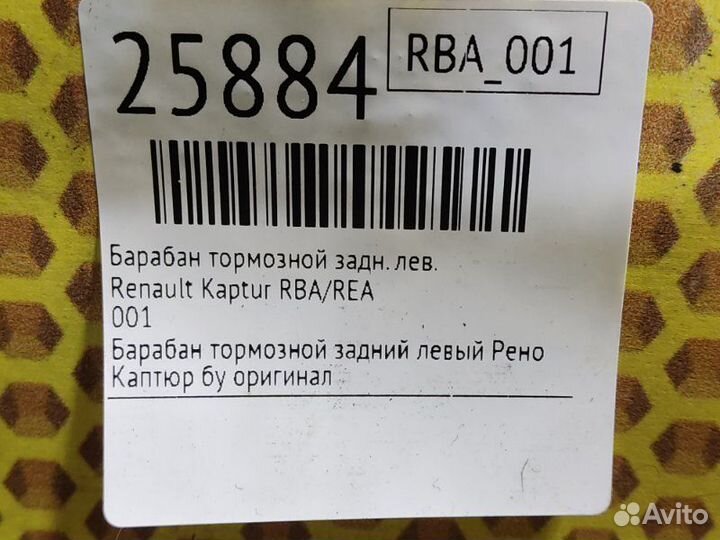 25884
RBA_001
Барабан тормозной задн. лев.
Renault Kaptur RBA/REA
001
Барабан тормозной задний левый Рено
Каптюр бу оригинал
Avito